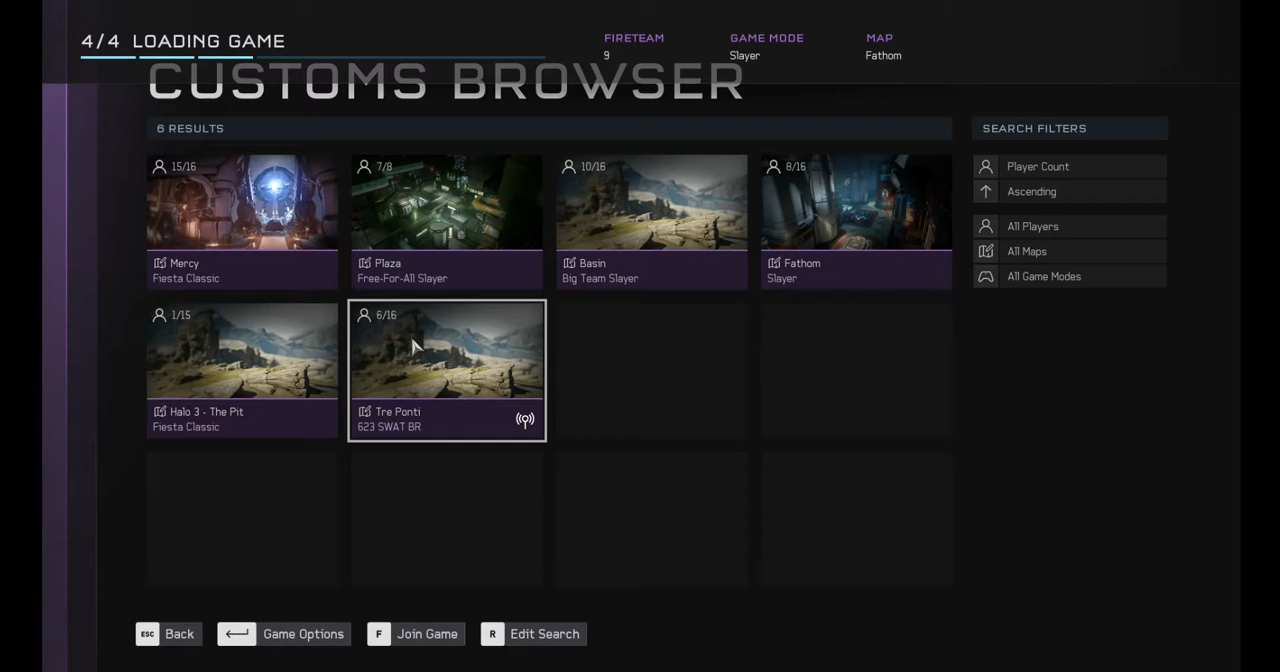 4/4 LOADING GAME
FIRETEAM
9
GAME MODE
Slayer
MAP
Fathom
CUSTOMS BROWSER
6 RESULTS
15/16
Mercy
Fiesta Classic
7/8
Plaza
Free-For-All Slayer
10/16
Basin
Big Team Slayer
8/16
Fathom
Slayer
1/15
Halo 3 - The Pit
Fiesta Classic
6/16
Tre Ponti
623 SWAT BR
SEARCH FILTERS
Player Count
Ascending
All Players
All Maps
All Game Modes
ESC Back
Game Options
F Join Game
R Edit Search